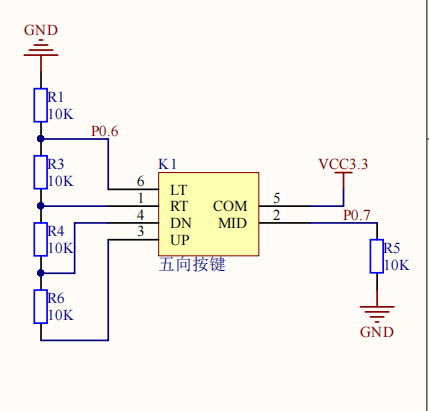 GND
R1
10K
P0.6
R3
10K
K1
VCC3.3
6
LT
1
RT
COM
5
4
DN
MID
2
P0.7
3
UP
R4
10K
五向按键
R5
10K
R6
10K
GND